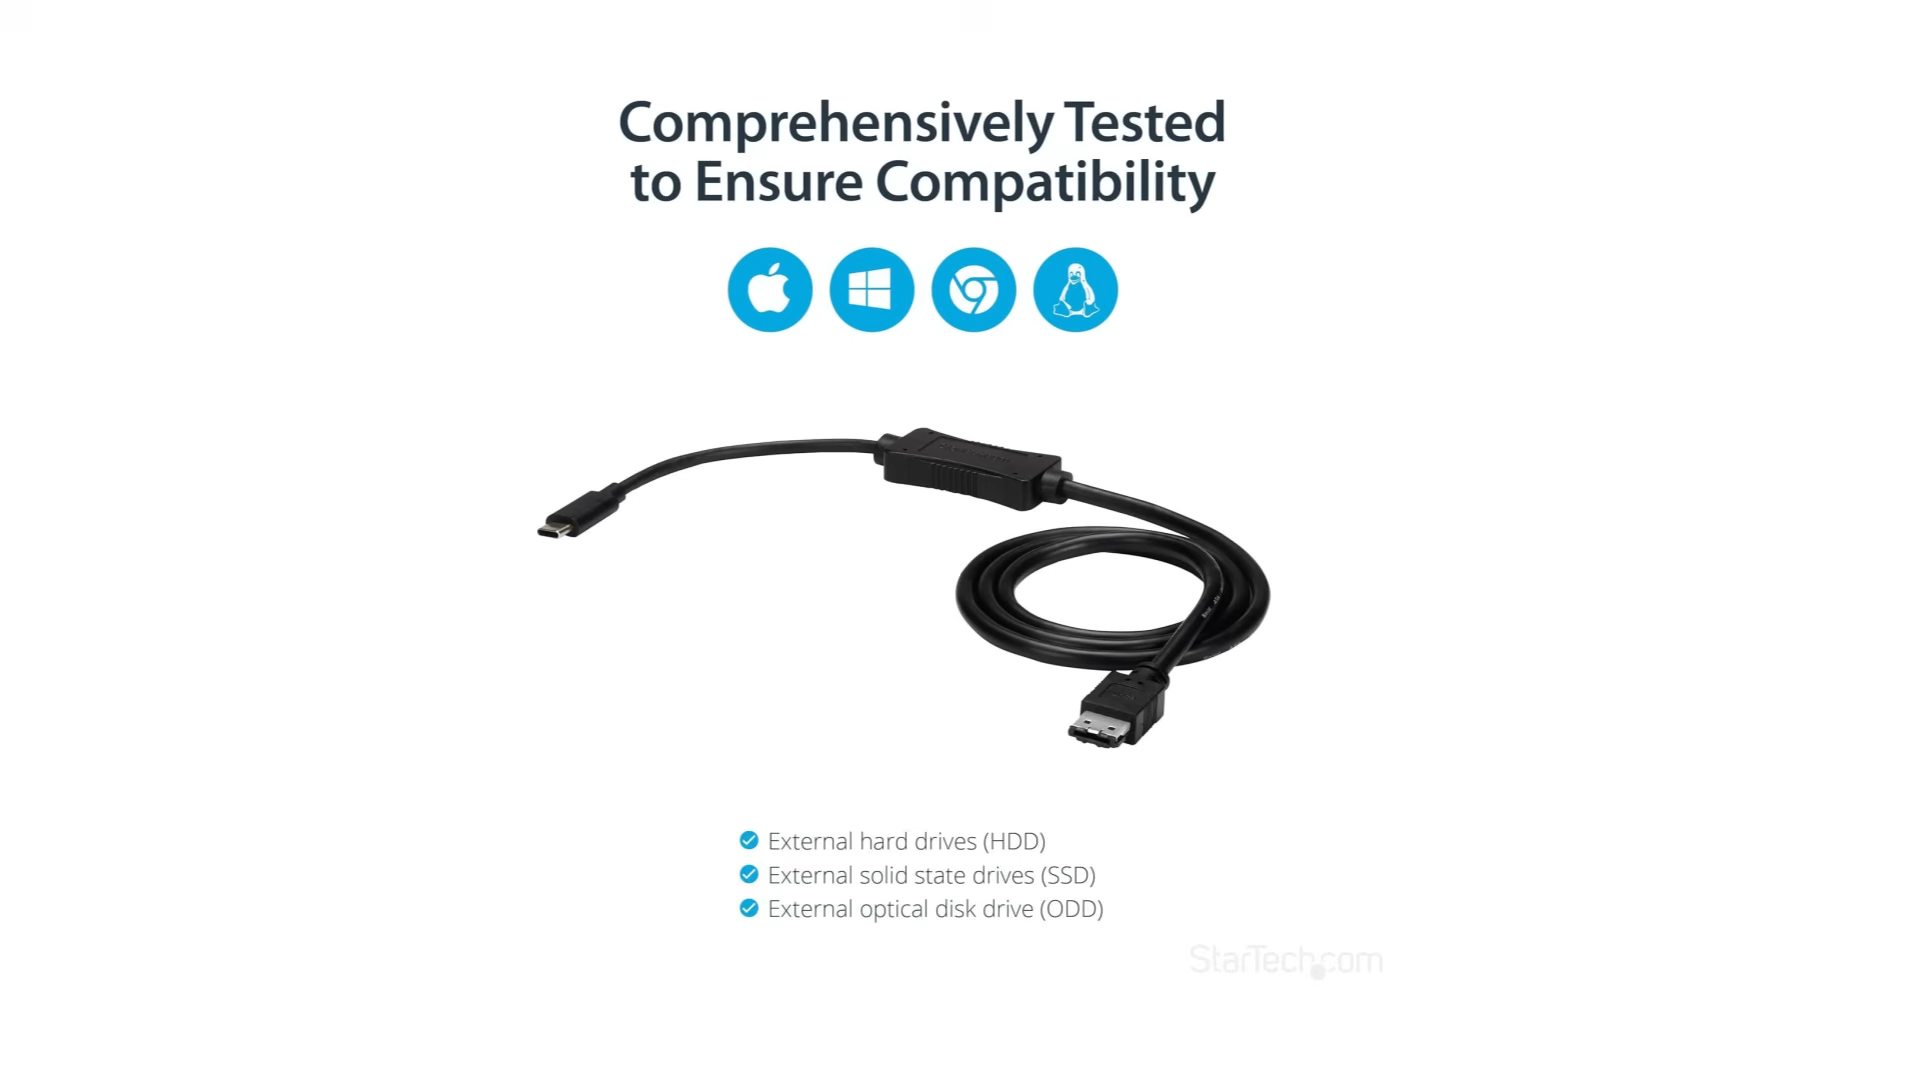 Comprehensively Tested
to Ensure Compatibility
External hard drives (HDD)
External solid state drives (SSD)
External optical disk drive (ODD)
StarTech.com